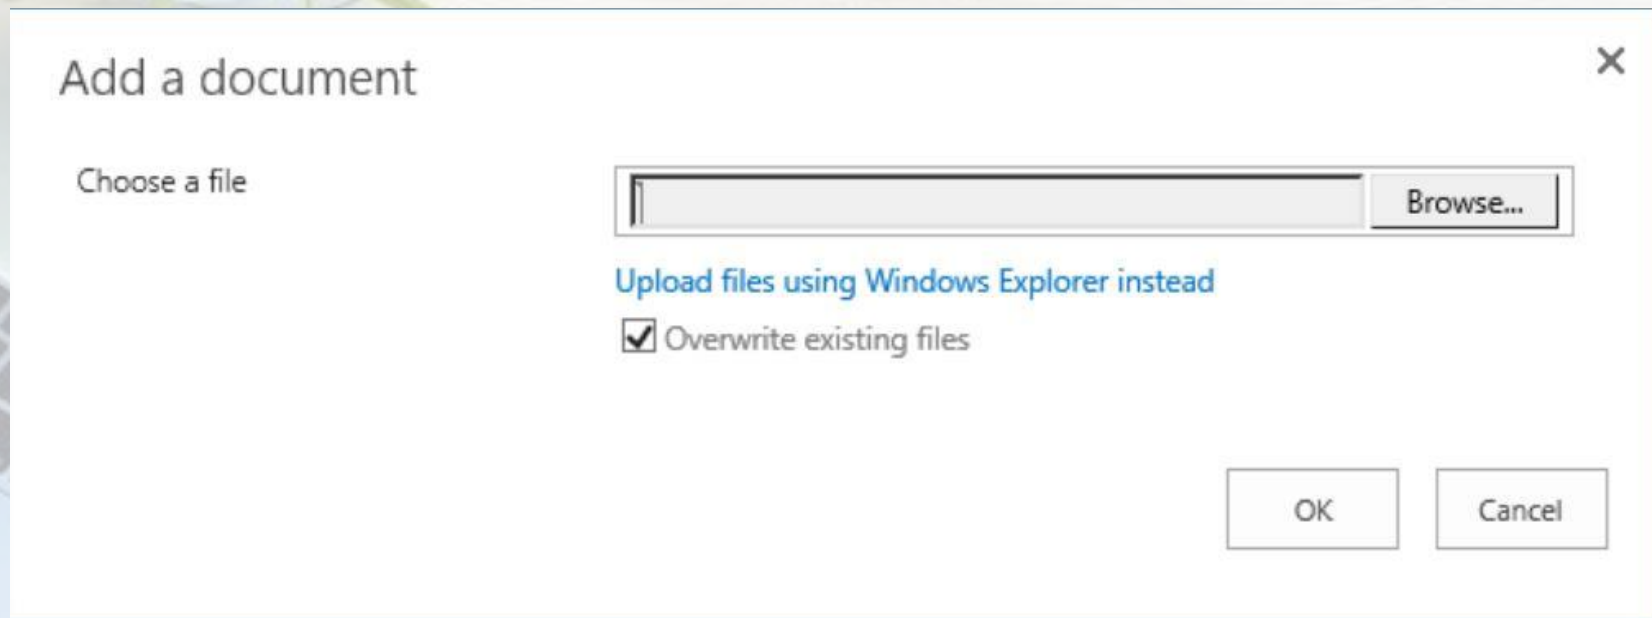 Add a document
Choose a file
Browse...
Upload files using Windows Explorer instead
Overwrite existing files
OK
Cancel